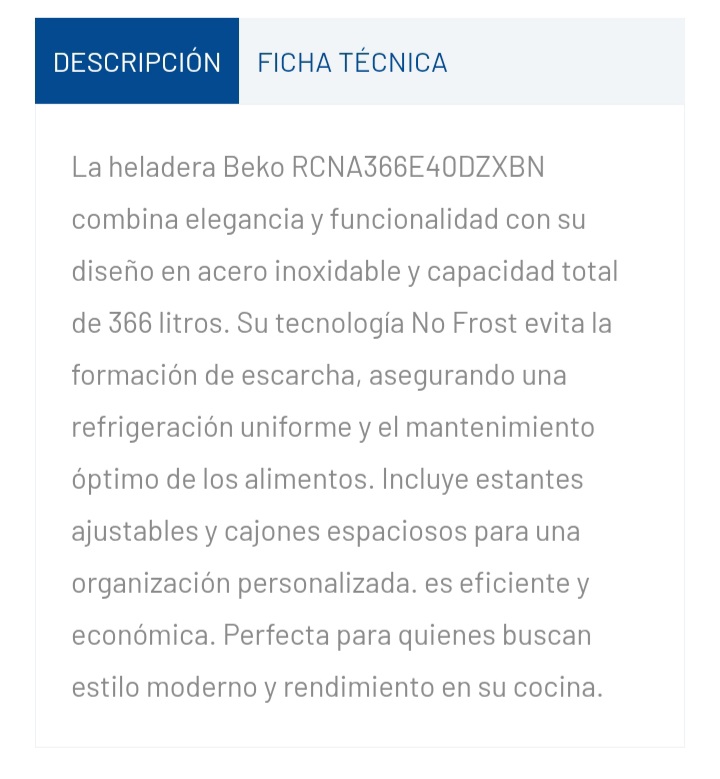 DESCRIPCIÓN FICHA TÉCNICA
La heladera Beko RCNA366E40DZXBN
combina elegancia y funcionalidad con su
diseño en acero inoxidable y capacidad total
de 366 litros. Su tecnología No Frost evita la
formación de escarcha, asegurando una
refrigeración uniforme y el mantenimiento
óptimo de los alimentos. Incluye estantes
ajustables y cajones espaciosos para una
organización personalizada. es eficiente y
económica. Perfecta para quienes buscan
estilo moderno y rendimiento en su cocina.